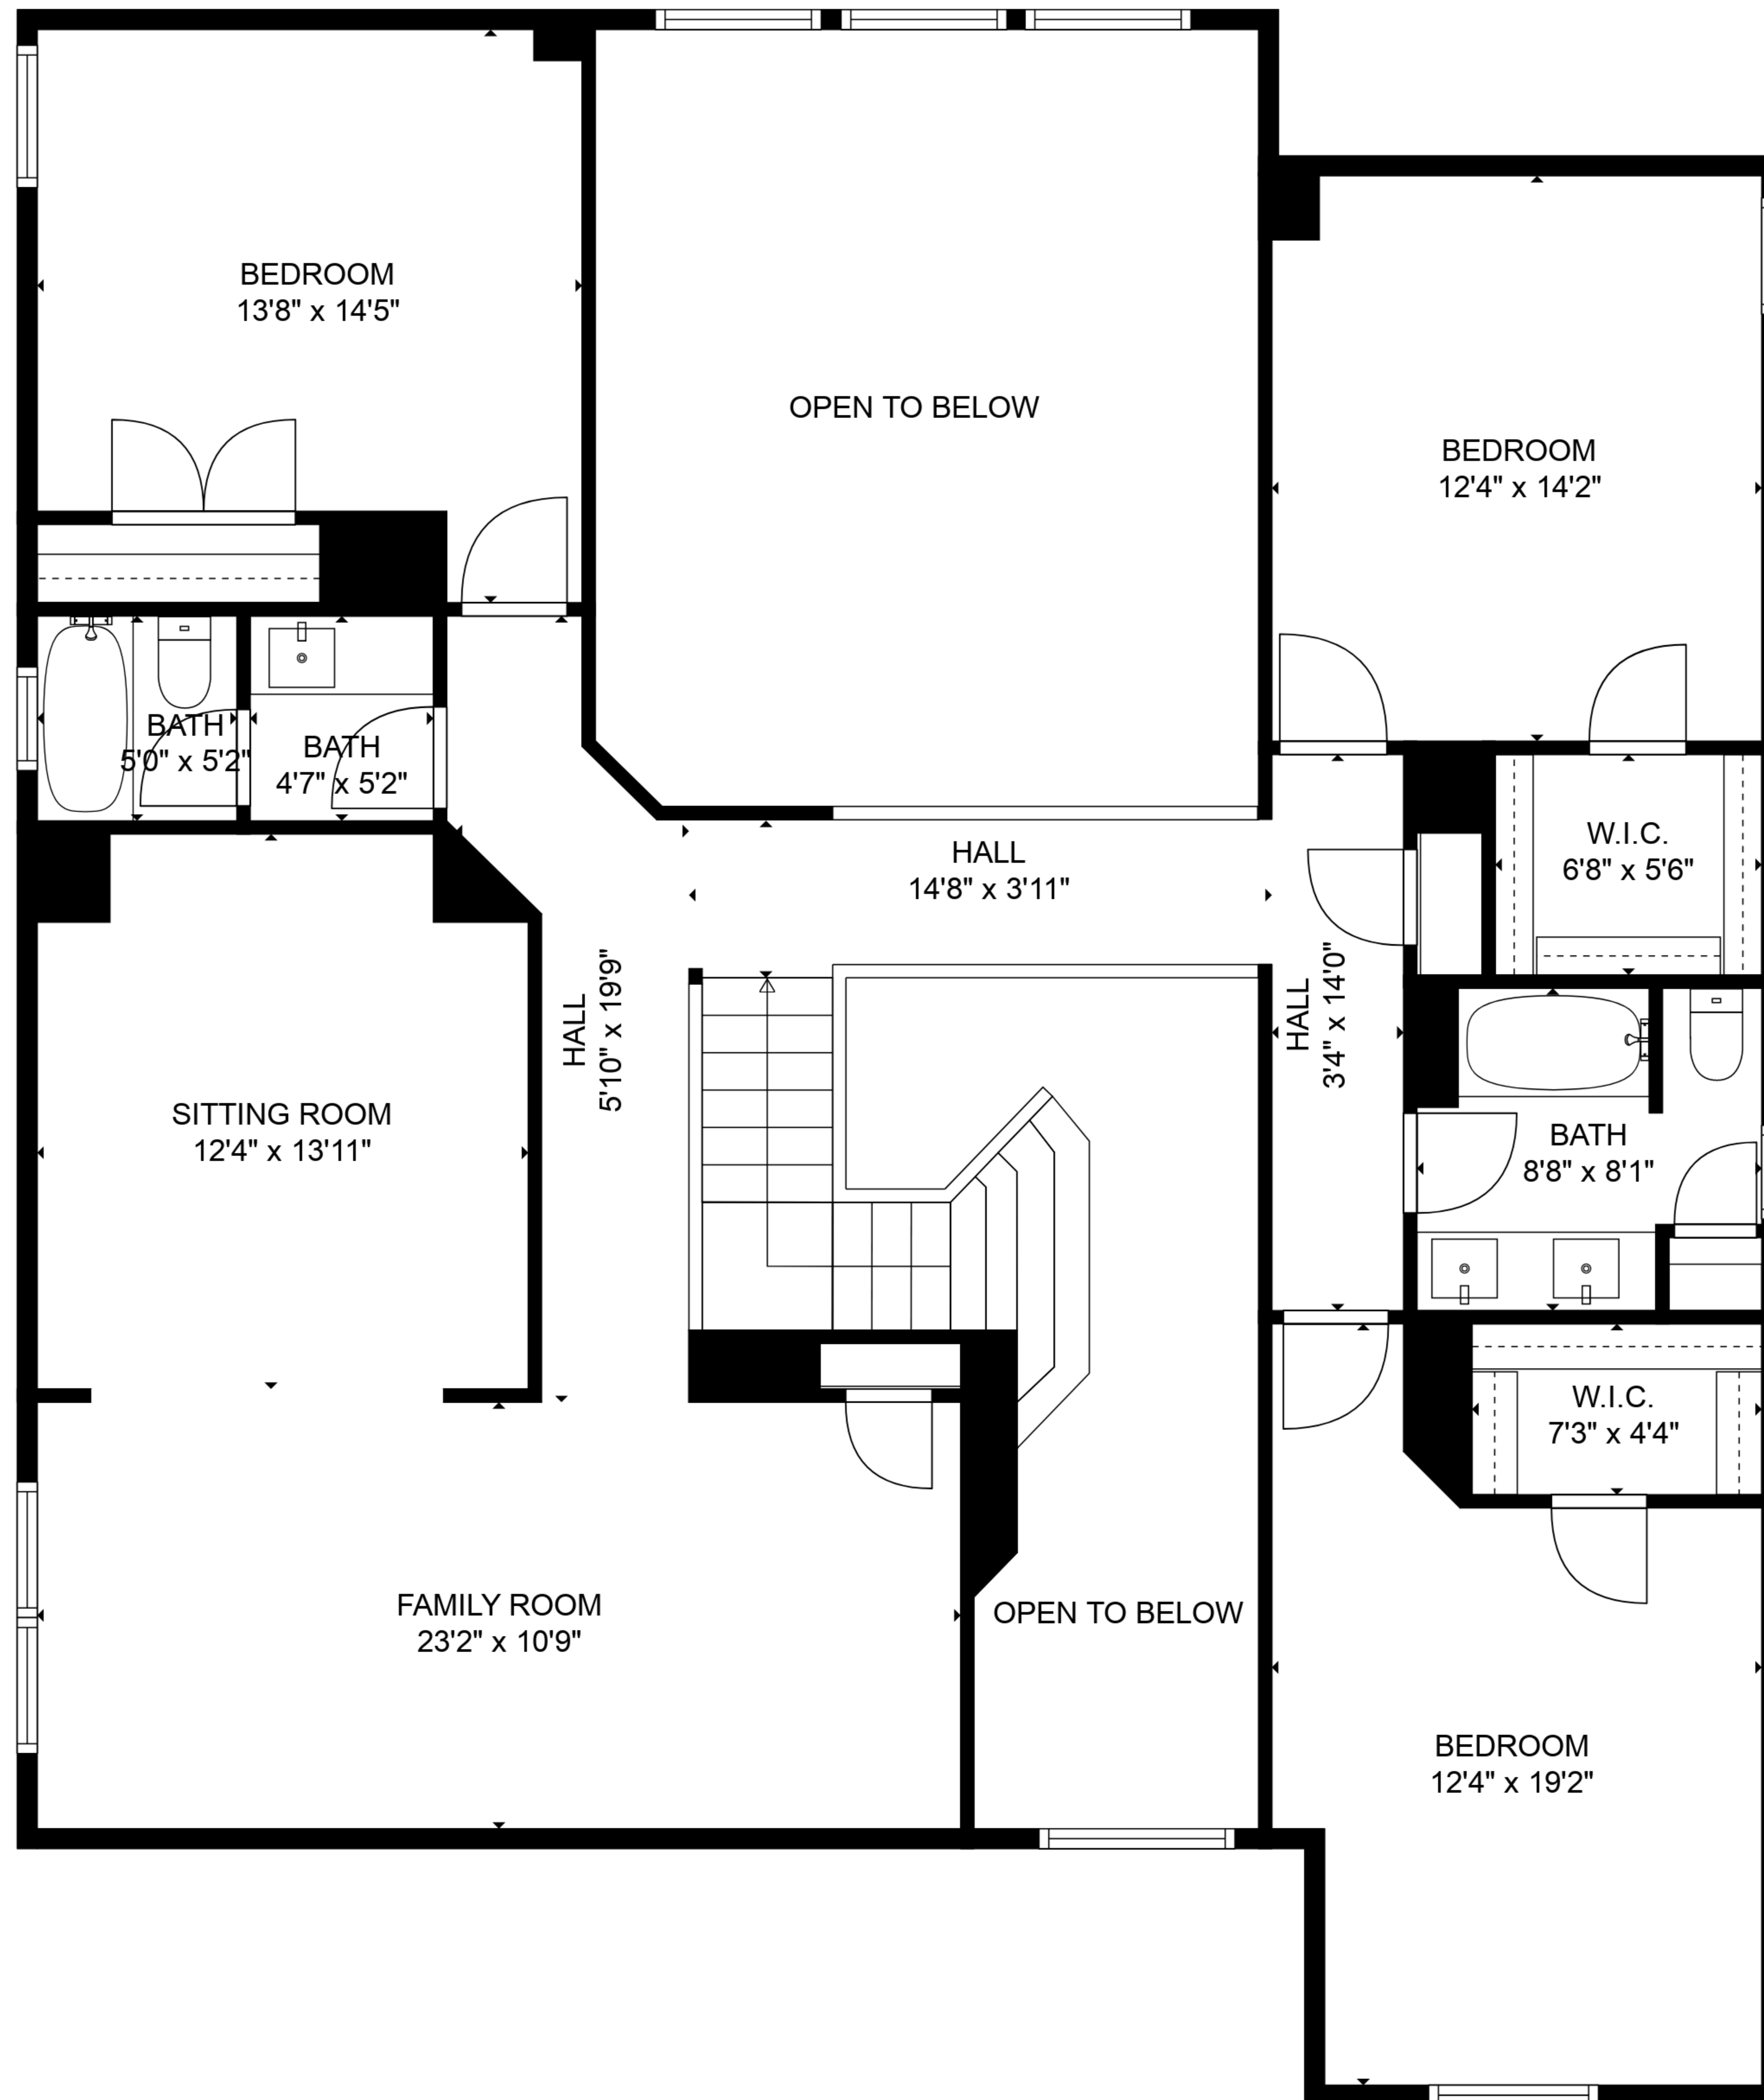 BEDROOM
13'8" x 14'5"
OPEN TO BELOW
BEDROOM
12'4" x 14'2"
BATH
5'0" x 5'2"
BATH
4'7" x 5'2"
HALL
14'8" x 3'11"
W.I.C.
6'8" x 5'6"
HALL
5'10" x 19'9"
HALL
3'4" x 14'0"
SITTING ROOM
12'4" x 13'11"
BATH
8'8" x 8'1"
W.I.C.
7'3" x 4'4"
FAMILY ROOM
23'2" x 10'9"
OPEN TO BELOW
BEDROOM
12'4" x 19'2"